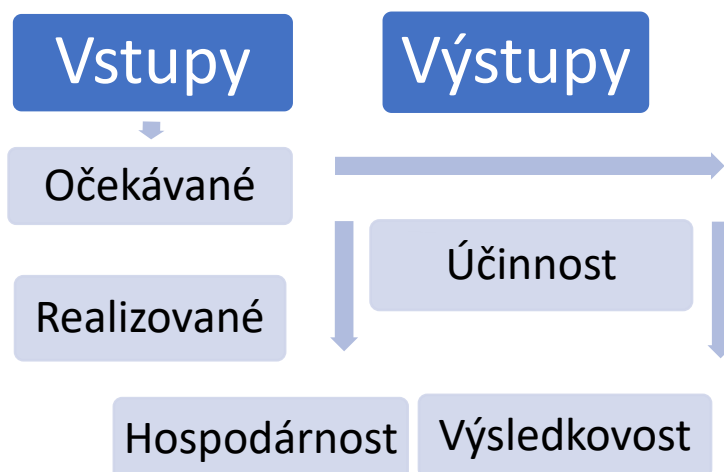 Vstupy
Výstupy
Očekávané
Účinnost
Realizované
Hospodárnost
Výsledkovost